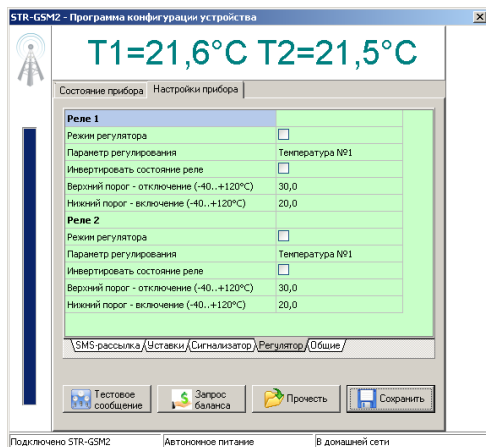 STR-GSM2 - Программа конфигурации устройства
T1=21,6°C T2=21,5°C
Состояние прибора Настройки прибора
Реле 1
Режим регулятора
Параметр регулирования Температура №1
Инвертировать состояние реле
Верхний порог - отключение (-40..+120°C) 30,0
Нижний порог - включение (-40..+120°C) 20,0
Реле 2
Режим регулятора
Параметр регулирования Температура №1
Инвертировать состояние реле
Верхний порог - отключение (-40..+120°C) 30,0
Нижний порог - включение (-40..+120°C) 20,0
SMS-рассылка Уставки Сигнализатор Регулятор Общие
Тестовое сообщение Запрос баланса Прочесть Сохранить
Подключено STR-GSM2 Автономное питание В домашней сети